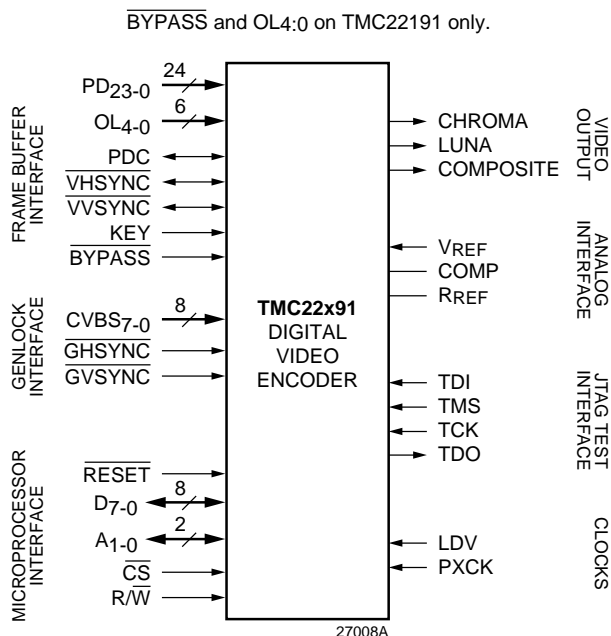 BYPASS and OL4:0 on TMC22191 only.
FRAME BUFFER
INTERFACE
PD23-0
24
OL4-0
6
PDC
VHSYNC
VVSYNC
KEY
BYPASS
GENLOCK
INTERFACE
CVBS7-0
8
GHSYNC
GVSYNC
MICROPROCESSOR
INTERFACE
RESET
D7-0
8
A1-0
2
CS
R/W
TMC22x91
DIGITAL
VIDEO
ENCODER
CHROMA
LUNA
COMPOSITE
VIDEO
OUTPUT
VREF
COMP
RREF
ANALOG
INTERFACE
TDI
TMS
TCK
TDO
JTAG TEST
INTERFACE
LDV
PXCK
CLOCKS
27008A